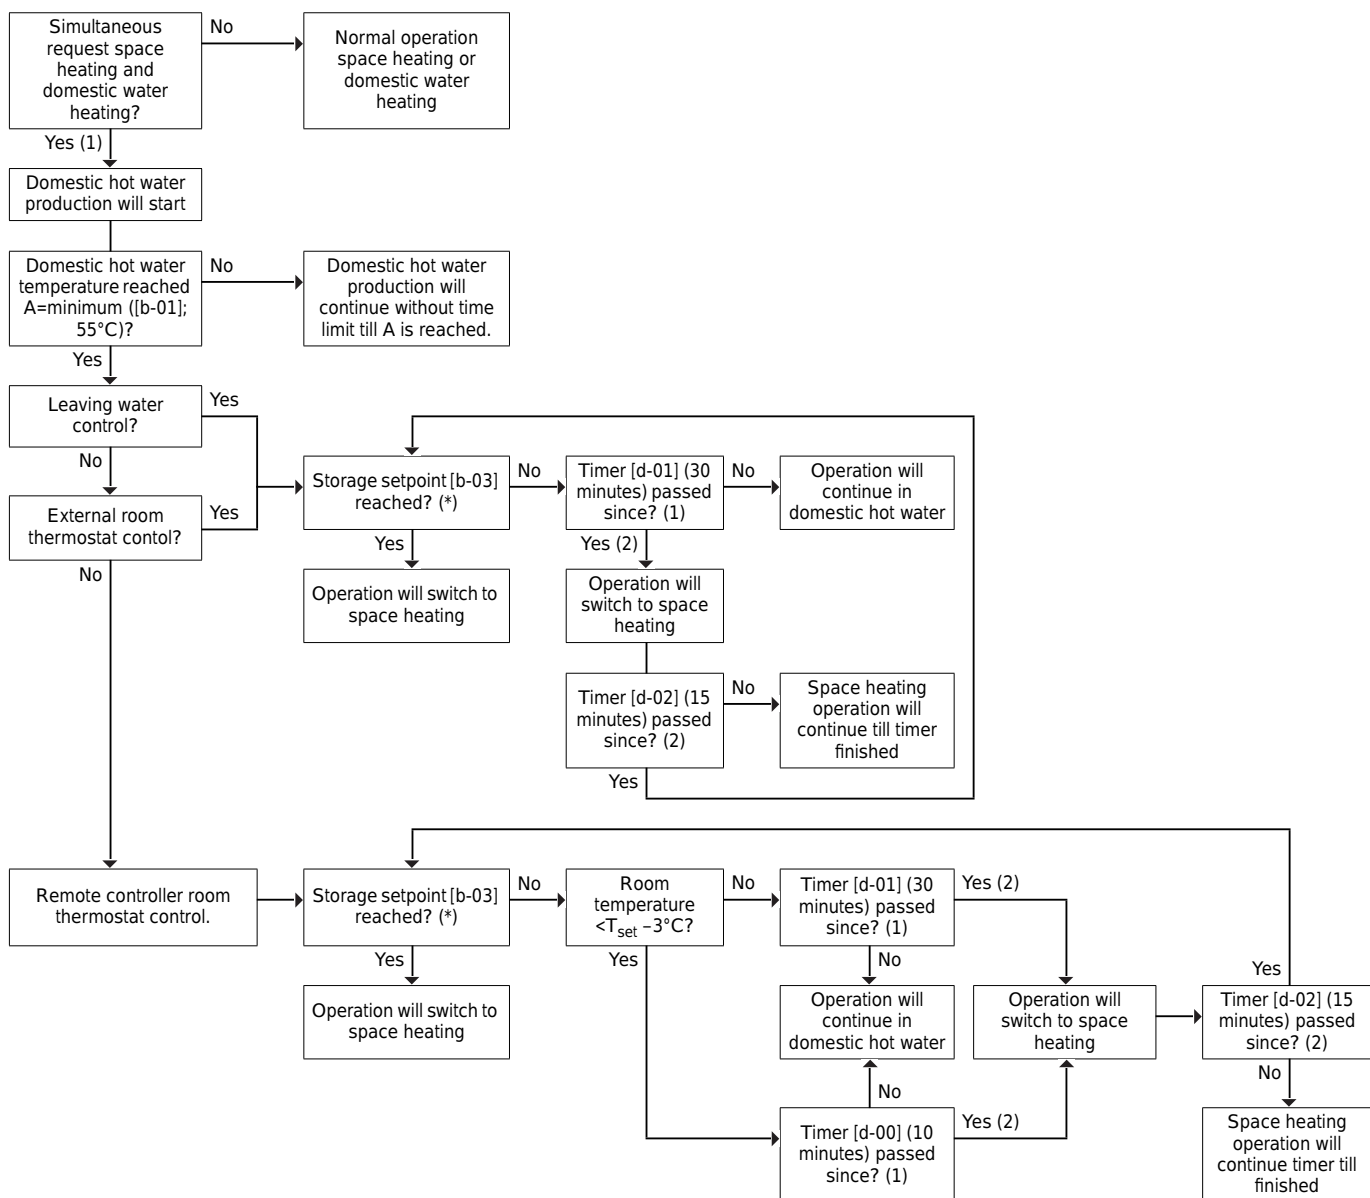 Simultaneous
request space
heating and
domestic water
heating?
No
Normal operation
space heating or
domestic water
heating
Yes (1)
Domestic hot water
production will start
Domestic hot water
temperature reached
A=minimum ([b-01];
55°C)?
No
Domestic hot water
production will
continue without time
limit till A is reached.
Yes
Leaving water
control?
Yes
No
External room
thermostat contol?
Yes
No
Storage setpoint [b-03]
reached? (*)
No
Yes
Operation will switch to
space heating
Timer [d-01] (30
minutes) passed
since? (1)
No
Operation will
continue in
domestic hot water
Yes (2)
Operation will
switch to space
heating
Timer [d-02] (15
minutes) passed
since? (2)
No
Space heating
operation will
continue till timer
finished
Yes
Remote controller room
thermostat control.
Storage setpoint [b-03]
reached? (*)
No
Yes
Operation will switch to
space heating
Room
temperature
<Tset –3°C?
No
Yes
Timer [d-01] (30
minutes) passed
since? (1)
Yes (2)
No
Operation will
continue in
domestic hot water
No
Timer [d-00] (10
minutes) passed
since? (1)
Yes (2)
Operation will
switch to space
heating
Yes
Timer [d-02] (15
minutes) passed
since? (2)
No
Space heating
operation will
continue timer till
finished